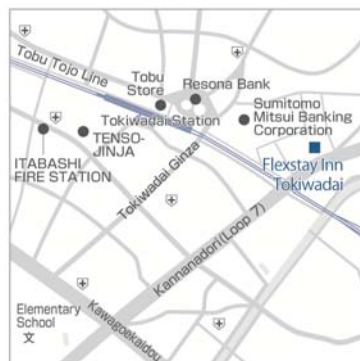 Tobu Tojo Line
Tobu
Store
Resona Bank
Tokiwadai Station
Sumitomo
Mitsui Banking
Corporation
TENSO-
JINJA
ITABASHI
FIRE STATION
Flexstay Inn
Tokiwadai
Tokiwadai Ginza
Kannanadori(Loop 7)
Kawagoekaidou
Elementary
School
文